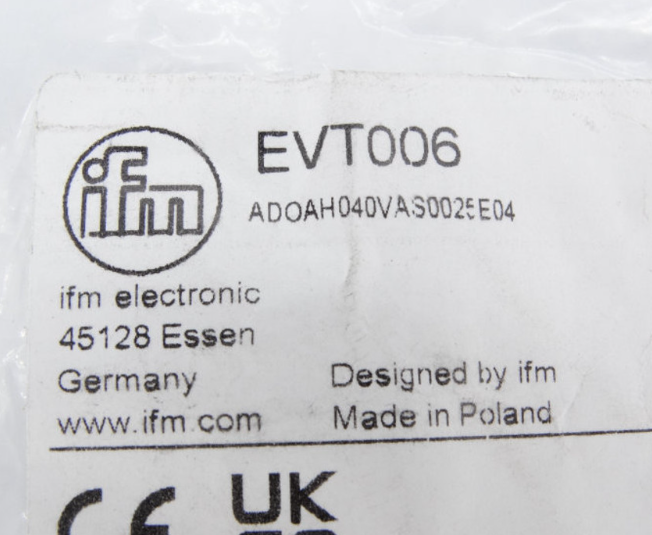 ifm
EVT006
ADOAH040VAS0025E04
ifm electronic
45128 Essen
Germany
www.ifm.com
Designed by ifm
Made in Poland
CE
UK